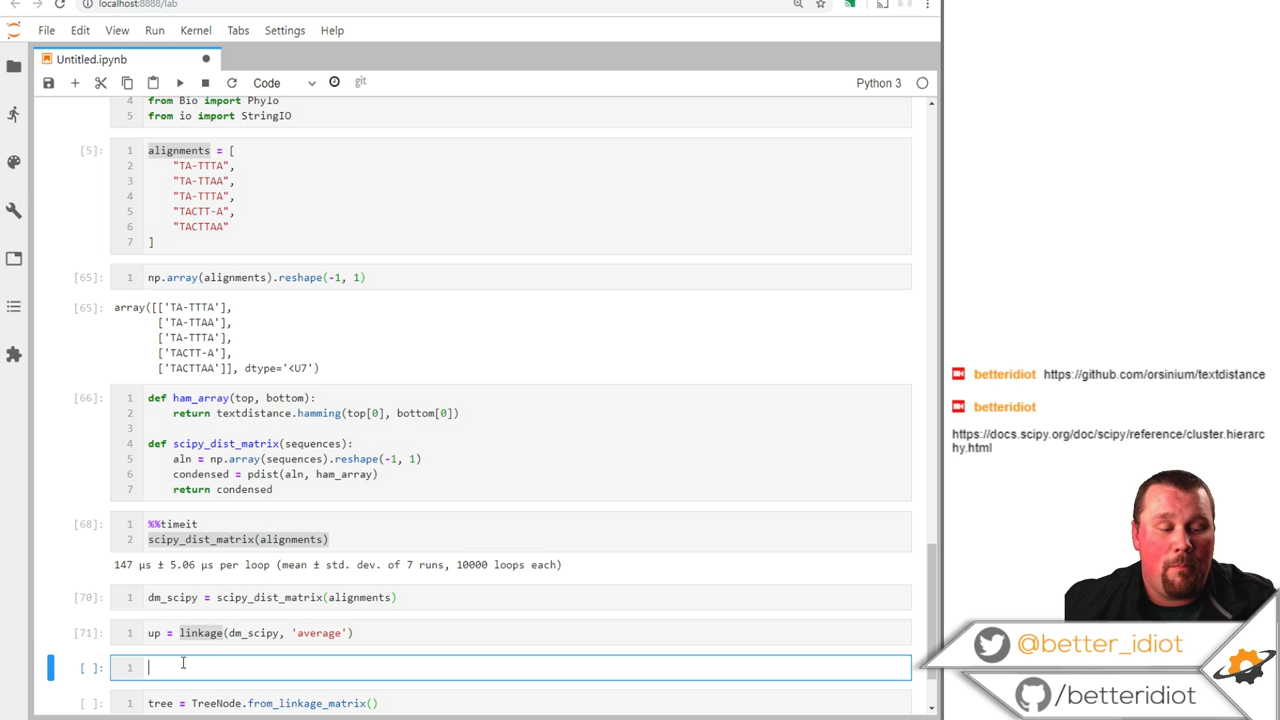 localhost:8888/lab
File Edit View Run Kernel Tabs Settings Help
Untitled.ipynb
Code
git
Python 3
4 from Bio import Phylo
5 from io import StringIO
[5]: 1 alignments = [
2 "TA-TTTA",
3 "TA-TTAA",
4 "TA-TTTA",
5 "TACTT-A",
6 "TACTTAA"
7 ]
[65]: 1 np.array(alignments).reshape(-1, 1)
[65]: array([['TA-TTTA'],
['TA-TTAA'],
['TA-TTTA'],
['TACTT-A'],
['TACTTAA']], dtype='<U7')
[66]: 1 def ham_array(top, bottom):
2 return textdistance.hamming(top[0], bottom[0])
3
4 def scipy_dist_matrix(sequences):
5 aln = np.array(sequences).reshape(-1, 1)
6 condensed = pdist(aln, ham_array)
7 return condensed
[68]: 1 %%timeit
2 scipy_dist_matrix(alignments)
147 µs ± 5.06 µs per loop (mean ± std. dev. of 7 runs, 10000 loops each)
[70]: 1 dm_scipy = scipy_dist_matrix(alignments)
[71]: 1 up = linkage(dm_scipy, 'average')
[ ]: 1
[ ]: 1 tree = TreeNode.from_linkage_matrix()
betteridiot https://github.com/orsinium/textdistance
betteridiot
https://docs.scipy.org/doc/scipy/reference/cluster.hierarc
hy.html
@better_idiot
/betteridiot